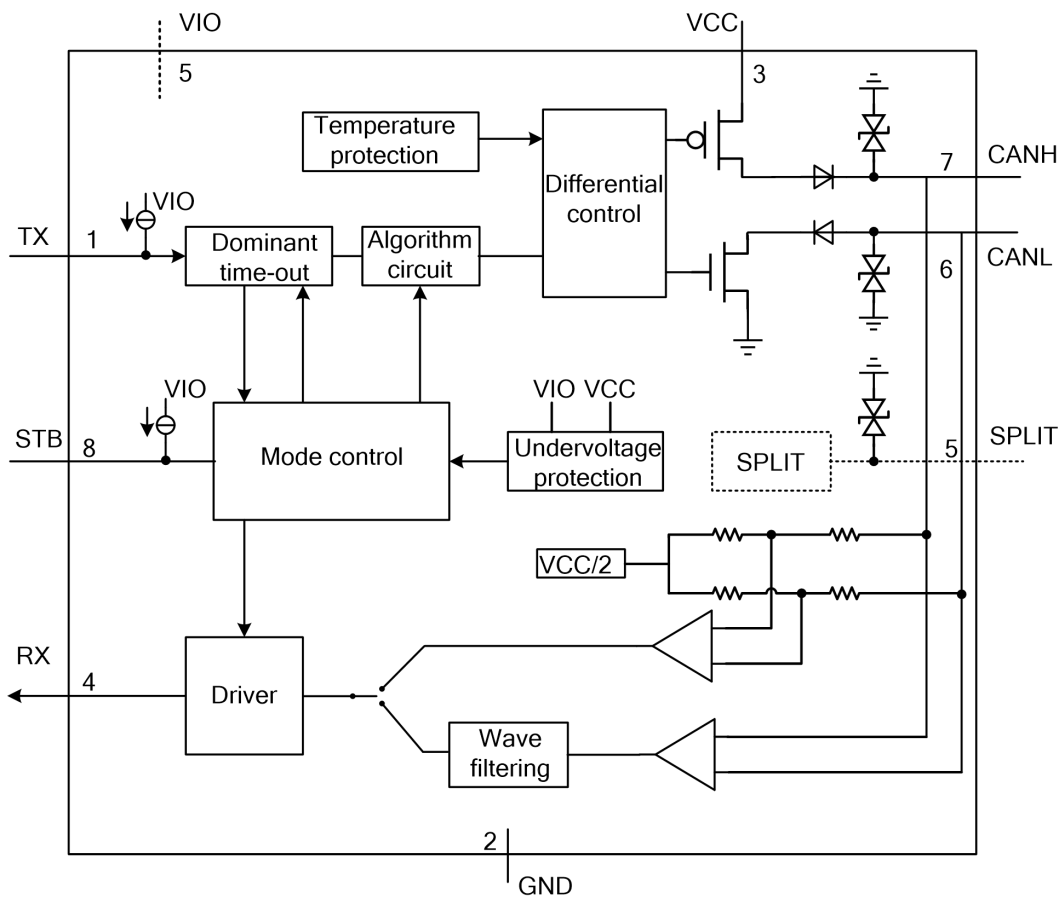 VIO
VCC
5
3
Temperature
protection
Differential
control
7
CANH
VIO
TX
1
Dominant
time-out
Algorithm
circuit
CANL
6
VIO
VIO
VCC
STB
8
Mode control
Undervoltage
protection
SPLIT
5
SPLIT
VCC/2
RX
4
Driver
Wave
filtering
2
GND